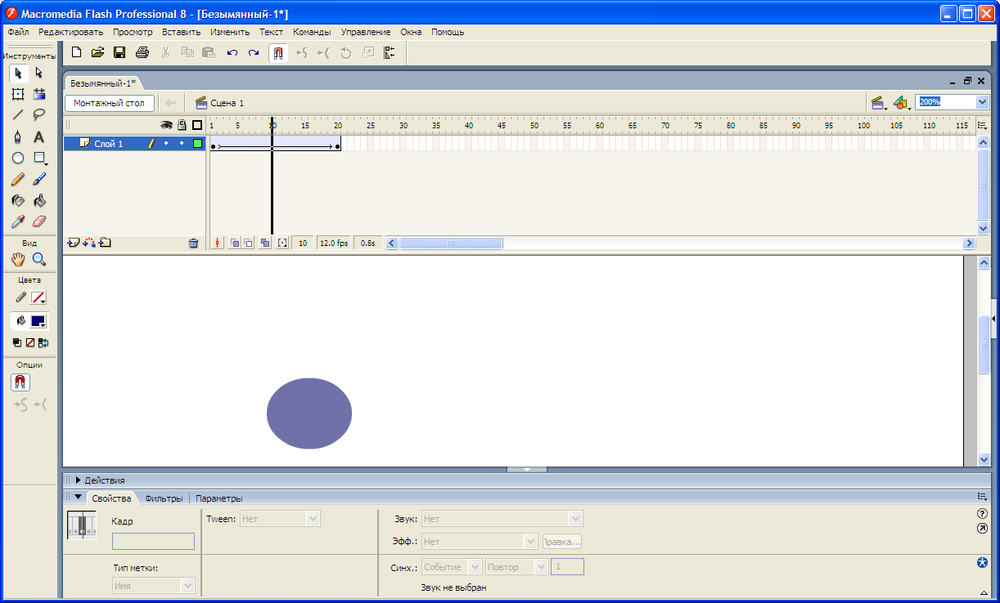 Macromedia Flash Professional 8 - [Безымянный-1*]
Файл Редактировать Просмотр Вставить Изменить Текст Команды Управление Окна Помощь
Инструменты
Безымянный-1*
Монтажный стол Сцена 1 200%
1 5 10 15 20 25 30 35 40 45 50 55 60 65 70 75 80 85 90 95 100 105 110 115
Слой 1
10 12.0 fps 0.8s
Вид
Цвета
Опции
Действия
Свойства Фильтры Параметры
Кадр Tween: Нет Звук: Нет
Эфф.: Нет Правка...
Тип метки: Синх.: Событие Повтор 1
Имя Звук не выбран